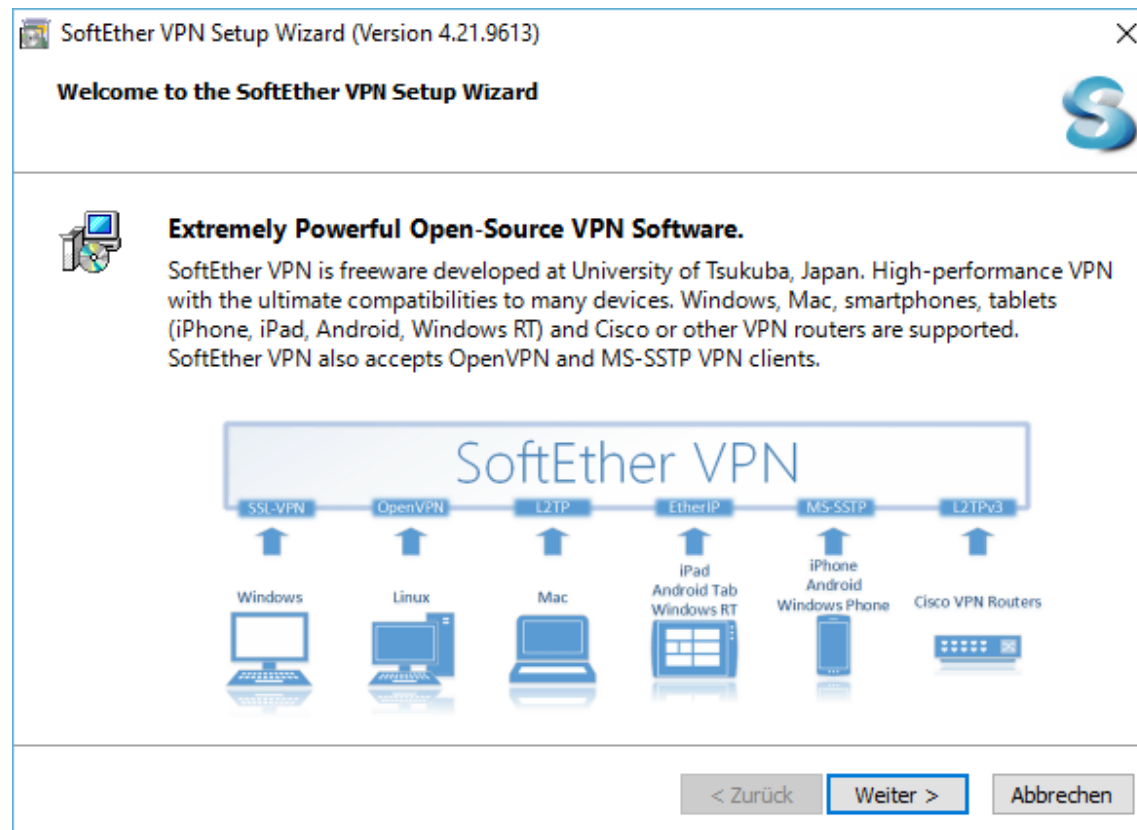 SoftEther VPN Setup Wizard (Version 4.21.9613)
Welcome to the SoftEther VPN Setup Wizard
Extremely Powerful Open-Source VPN Software.
SoftEther VPN is freeware developed at University of Tsukuba, Japan. High-performance VPN
with the ultimate compatibilities to many devices. Windows, Mac, smartphones, tablets
(iPhone, iPad, Android, Windows RT) and Cisco or other VPN routers are supported.
SoftEther VPN also accepts OpenVPN and MS-SSTP VPN clients.
SoftEther VPN
SSL-VPN OpenVPN L2TP EtherIP MS-SSTP L2TPv3
Windows
Linux
Mac
iPad
Android Tab
Windows RT
iPhone
Android
Windows Phone
Cisco VPN Routers
< Zurück Weiter > Abbrechen